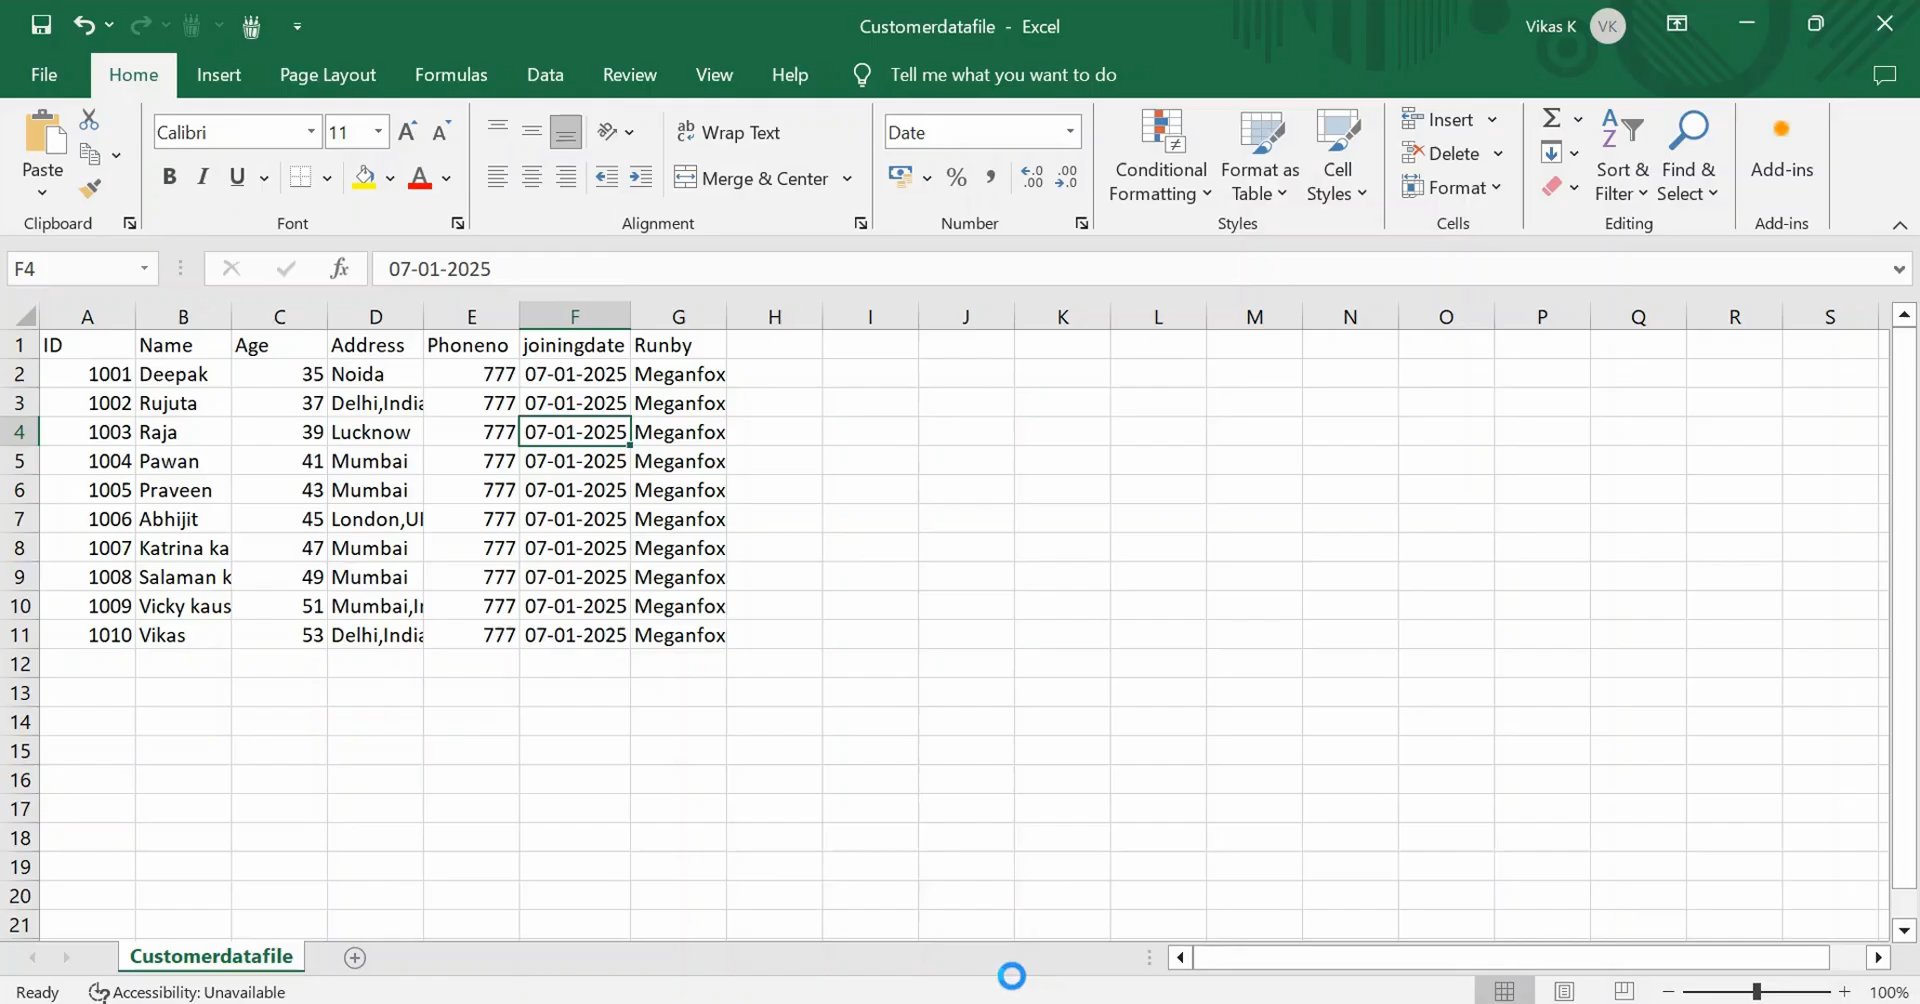 Customerdatafile - Excel
Vikas K VK
File Home Insert Page Layout Formulas Data Review View Help Tell me what you want to do
Paste
Calibri 11
B I U A
ab Wrap Text
Merge & Center
Date
% ,
Conditional Formatting
Format as Table
Cell Styles
Insert
Delete
Format
Sort & Filter
Find & Select
Add-ins
Clipboard Font Alignment Number Styles Cells Editing Add-ins
F4 fx 07-01-2025
A B C D E F G H I J K L M N O P Q R S
1 ID Name Age Address Phoneno joiningdate Runby
2 1001 Deepak 35 Noida 777 07-01-2025 Meganfox
3 1002 Rujuta 37 Delhi,India 777 07-01-2025 Meganfox
4 1003 Raja 39 Lucknow 777 07-01-2025 Meganfox
5 1004 Pawan 41 Mumbai 777 07-01-2025 Meganfox
6 1005 Praveen 43 Mumbai 777 07-01-2025 Meganfox
7 1006 Abhijit 45 London,U 777 07-01-2025 Meganfox
8 1007 Katrina ka 47 Mumbai 777 07-01-2025 Meganfox
9 1008 Salaman k 49 Mumbai 777 07-01-2025 Meganfox
10 1009 Vicky kaus 51 Mumbai,I 777 07-01-2025 Meganfox
11 1010 Vikas 53 Delhi,India 777 07-01-2025 Meganfox
12
13
14
15
16
17
18
19
20
21
Customerdatafile
Ready Accessibility: Unavailable 100%